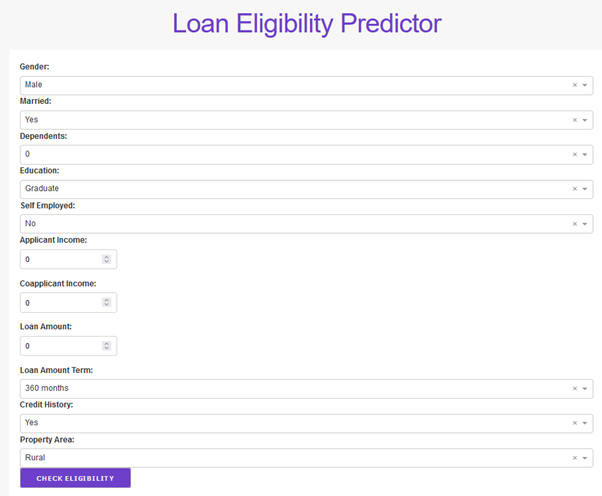 Loan Eligibility Predictor
Gender:
Male
Married:
Yes
Dependents:
0
Education:
Graduate
Self Employed:
No
Applicant Income:
0
Coapplicant Income:
0
Loan Amount:
0
Loan Amount Term:
360 months
Credit History:
Yes
Property Area:
Rural
CHECK ELIGIBILITY